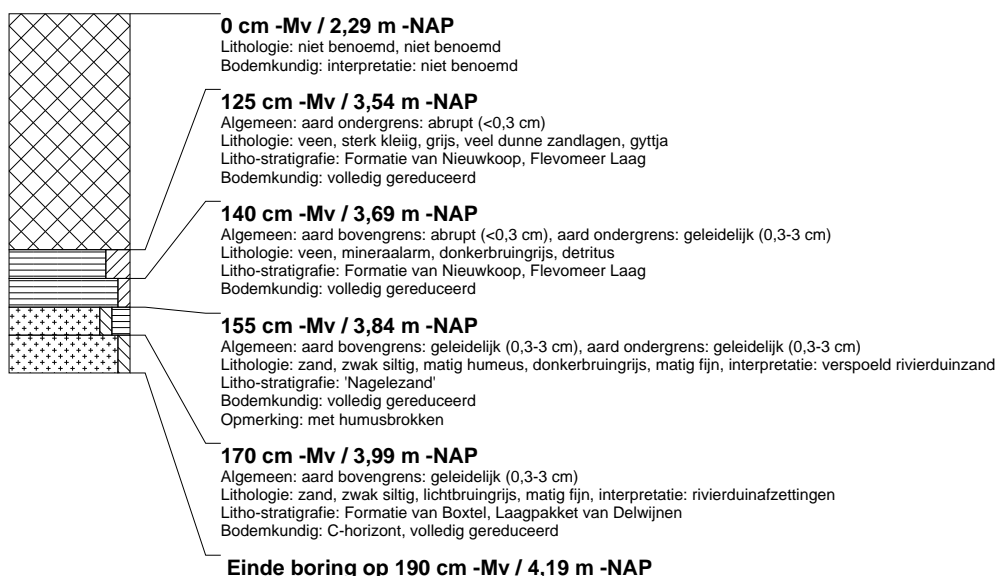 0 cm -Mv / 2,29 m -NAP
Lithologie: niet benoemd, niet benoemd
Bodemkundig: interpretatie: niet benoemd
125 cm -Mv / 3,54 m -NAP
Algemeen: aard ondergrens: abrupt (<0,3 cm)
Lithologie: veen, sterk kleiig, grijs, veel dunne zandlagen, gyttja
Litho-stratigrafie: Formatie van Nieuwkoop, Flevomeer Laag
Bodemkundig: volledig gereduceerd
140 cm -Mv / 3,69 m -NAP
Algemeen: aard bovengrens: abrupt (<0,3 cm), aard ondergrens: geleidelijk (0,3-3 cm)
Lithologie: veen, mineraalarm, donkerbruingrijs, detritus
Litho-stratigrafie: Formatie van Nieuwkoop, Flevomeer Laag
Bodemkundig: volledig gereduceerd
155 cm -Mv / 3,84 m -NAP
Algemeen: aard bovengrens: geleidelijk (0,3-3 cm), aard ondergrens: geleidelijk (0,3-3 cm)
Lithologie: zand, zwak siltig, matig humeus, donkerbruingrijs, matig fijn, interpretatie: verspoeld rivierduinzand
Litho-stratigrafie: 'Nagelezand'
Bodemkundig: volledig gereduceerd
Opmerking: met humusbrokken
170 cm -Mv / 3,99 m -NAP
Algemeen: aard bovengrens: geleidelijk (0,3-3 cm)
Lithologie: zand, zwak siltig, lichtbruingrijs, matig fijn, interpretatie: rivierduinafzettingen
Litho-stratigrafie: Formatie van Boxtel, Laagpakket van Delwijnen
Bodemkundig: C-horizont, volledig gereduceerd
Einde boring op 190 cm -Mv / 4,19 m -NAP